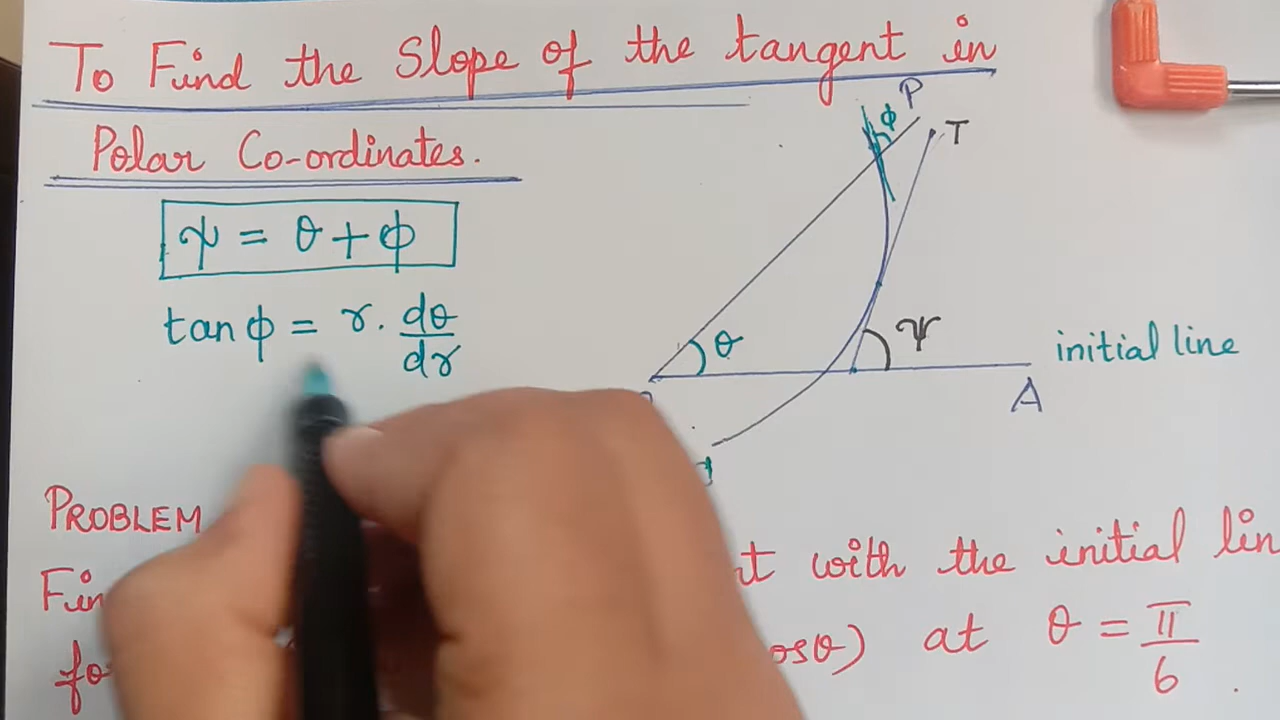 To Find the Slope of the tangent in
Polar Co-ordinates.
ψ = θ + ϕ
tan ϕ = r. dθ/dr
P
ϕ
T
θ
ψ
initial line
A
PROBLEM
with the initial
at θ = π/6